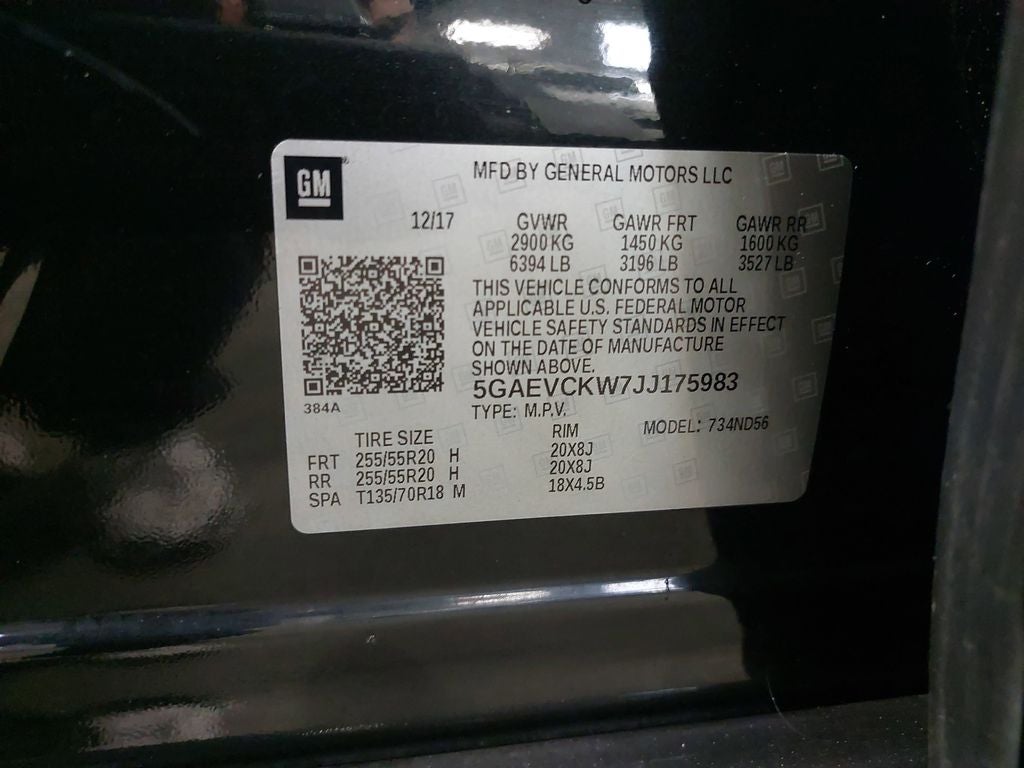 GM
MFD BY GENERAL MOTORS LLC
12/17 GVWR GAWR FRT GAWR RR
2900 KG 1450 KG 1600 KG
6394 LB 3196 LB 3527 LB
THIS VEHICLE CONFORMS TO ALL
APPLICABLE U.S. FEDERAL MOTOR
VEHICLE SAFETY STANDARDS IN EFFECT
ON THE DATE OF MANUFACTURE
SHOWN ABOVE.
384A
5GAEVCKW7JJ175983
TYPE: M.P.V. MODEL: 734ND56
TIRE SIZE RIM
FRT 255/55R20 H 20X8J
RR 255/55R20 H 20X8J
SPA T135/70R18 M 18X4.5B